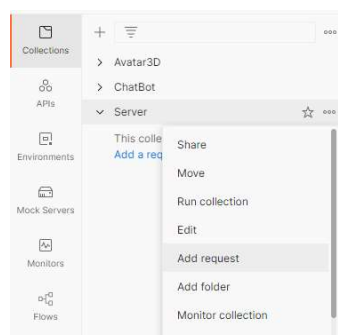 Collections
APIs
Environments
Mock Servers
Monitors
Flows
Avatar3D
ChatBot
Server
This colle
Add a req
Share
Move
Run collection
Edit
Add request
Add folder
Monitor collection